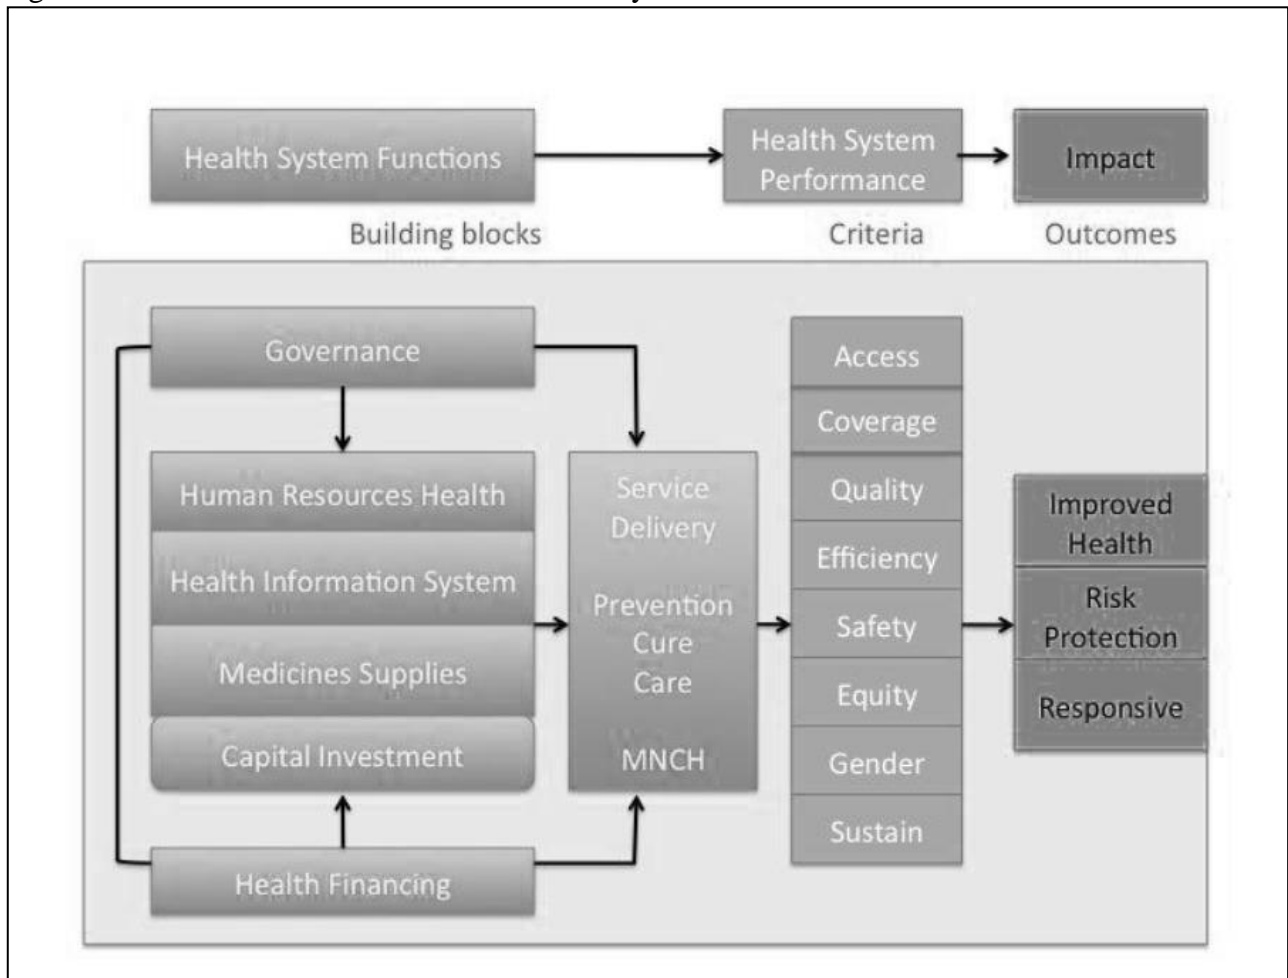 Health System Functions
Health System
Performance
Impact
Building blocks
Criteria
Outcomes
Governance
Human Resources Health
Health Information System
Medicines Supplies
Capital Investment
Health Financing
Service
Delivery
Prevention
Cure
Care
MNCH
Access
Coverage
Quality
Efficiency
Safety
Equity
Gender
Sustain
Improved
Health
Risk
Protection
Responsive